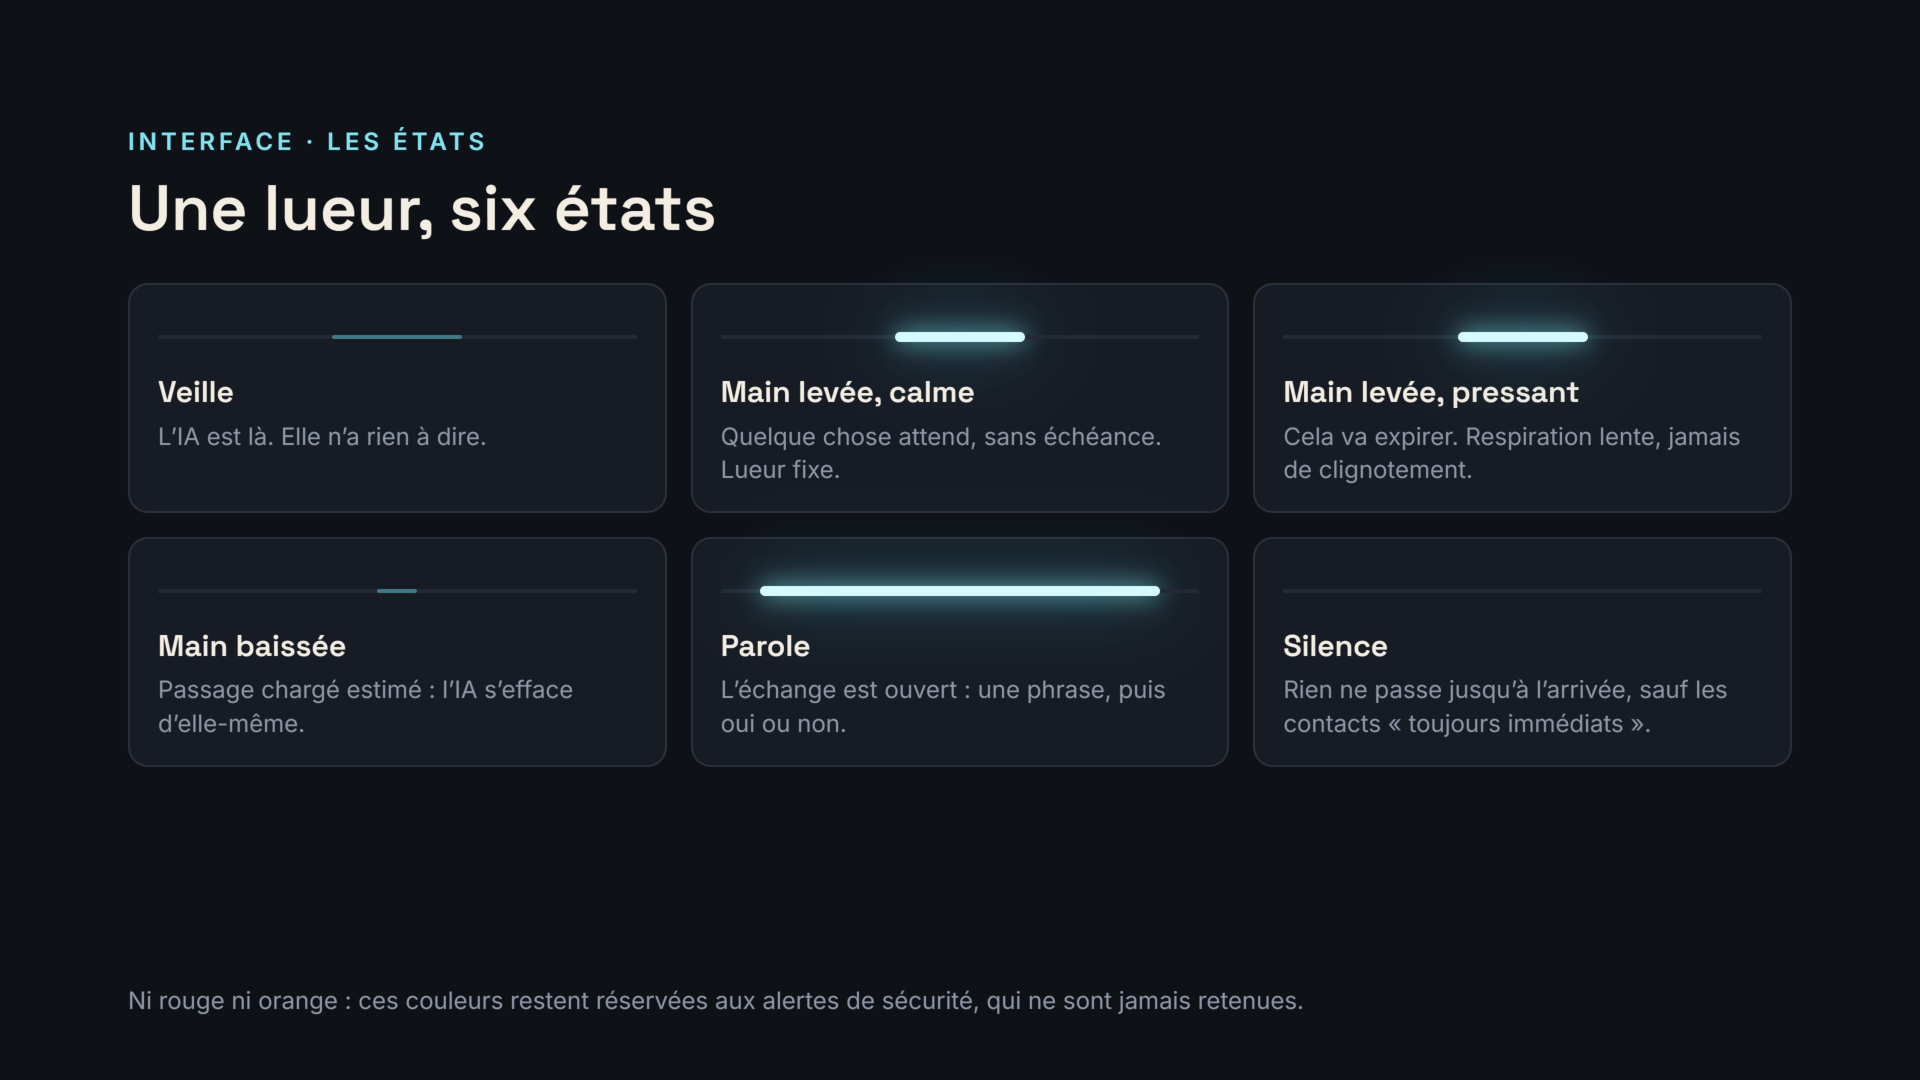 INTERFACE · LES ÉTATS
Une lueur, six états
Veille
L’IA est là. Elle n’a rien à dire.
Main levée, calme
Quelque chose attend, sans échéance.
Lueur fixe.
Main levée, pressant
Cela va expirer. Respiration lente, jamais
de clignotement.
Main baissée
Passage chargé estimé : l’IA s’efface
d’elle-même.
Parole
L’échange est ouvert : une phrase, puis
oui ou non.
Silence
Rien ne passe jusqu’à l’arrivée, sauf les
contacts « toujours immédiats ».
Ni rouge ni orange : ces couleurs restent réservées aux alertes de sécurité, qui ne sont jamais retenues.